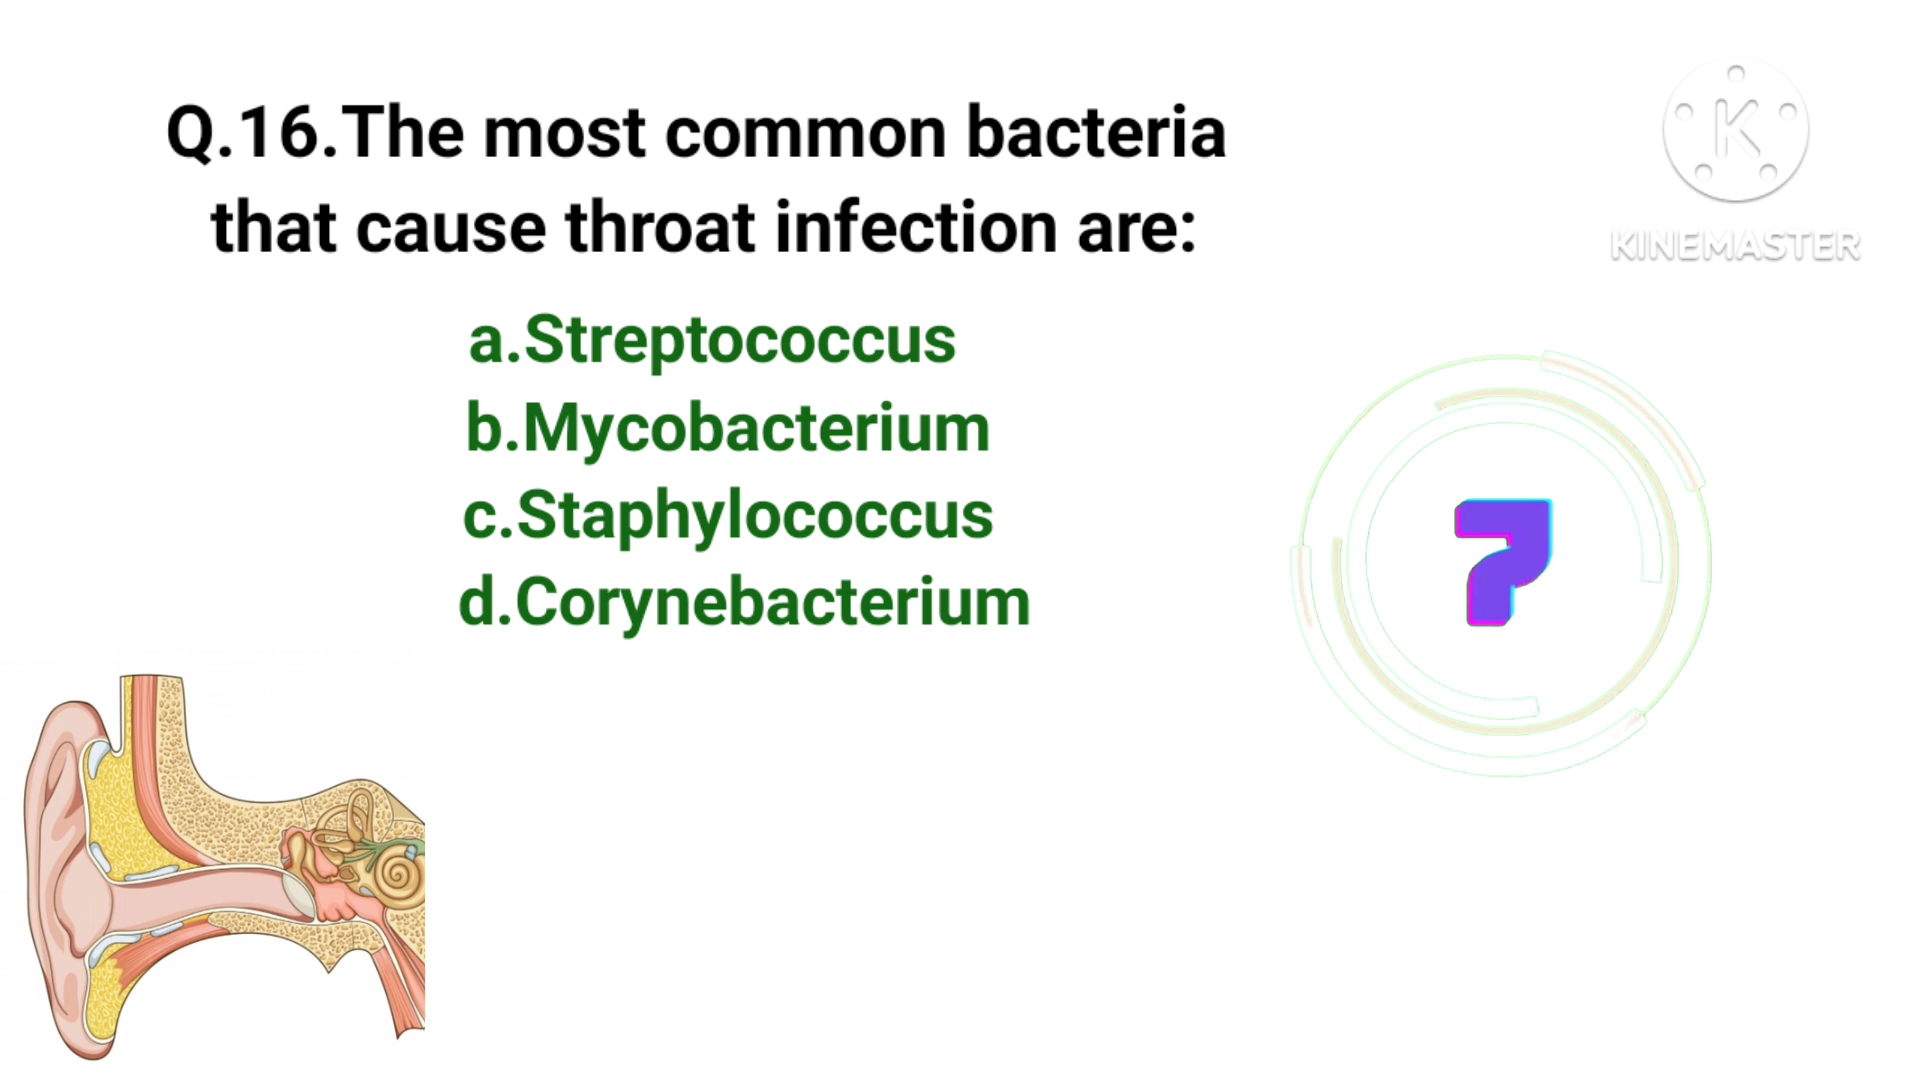 Q.16.The most common bacteria
that cause throat infection are:
a.Streptococcus
b.Mycobacterium
c.Staphylococcus
d.Corynebacterium
K
KINEMASTER
7